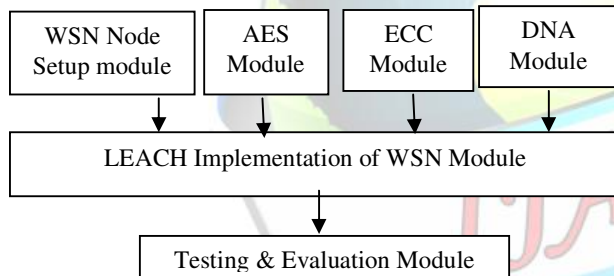 WSN Node
Setup module
AES
Module
ECC
Module
DNA
Module
LEACH Implementation of WSN Module
Testing & Evaluation Module